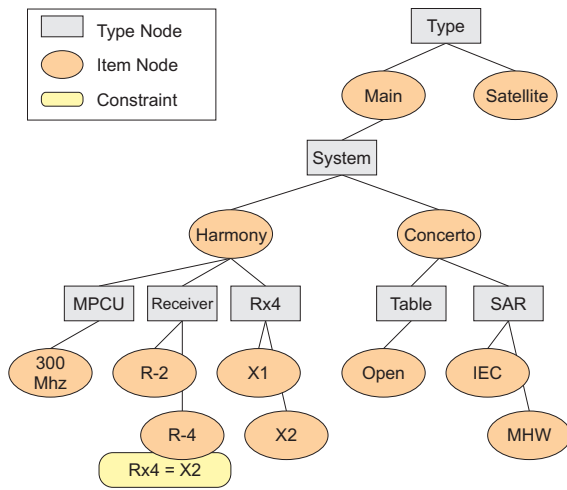 Type Node
Item Node
Constraint
Type
Main
Satellite
System
Harmony
Concerto
MPCU
Receiver
Rx4
Table
SAR
300
Mhz
R-2
X1
Open
IEC
R-4
X2
MHW
Rx4 = X2